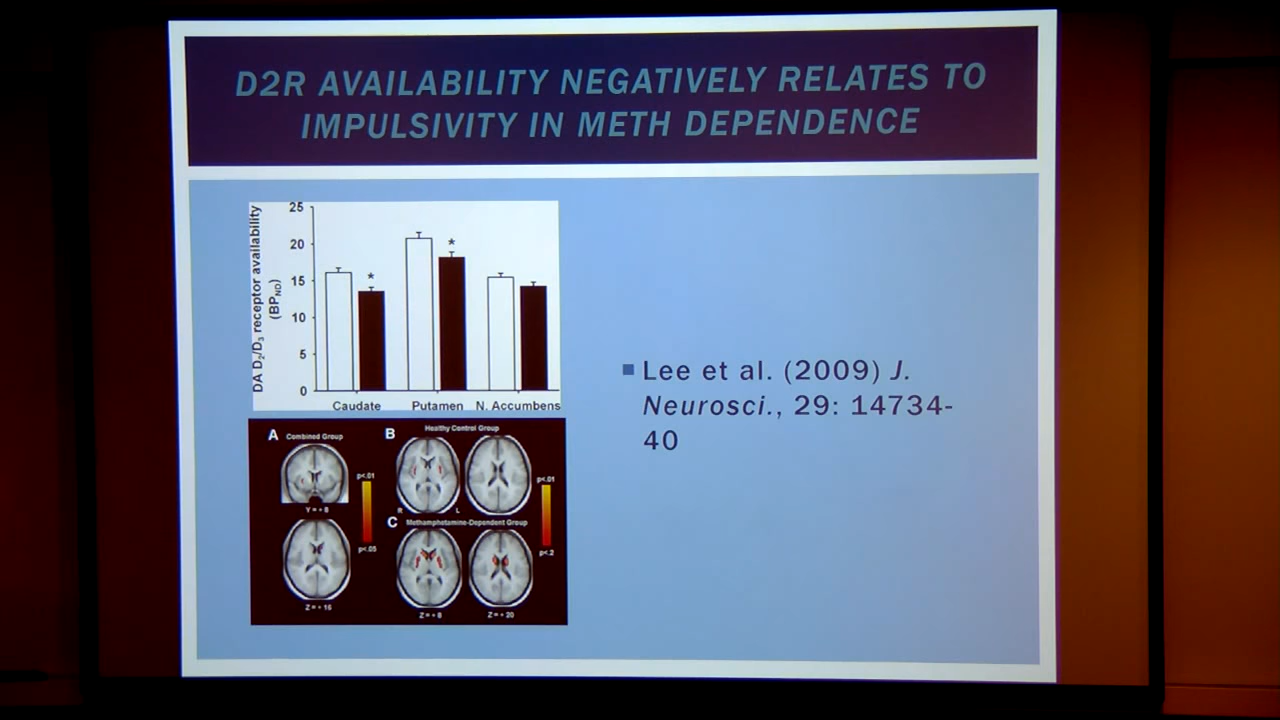 D2R AVAILABILITY NEGATIVELY RELATES TO
IMPULSIVITY IN METH DEPENDENCE
DA D2/D3 receptor availability
(BPND)
25
20
15
10
5
0
*
*
Caudate
Putamen
N. Accumbens
A
Combined Group
Y = + 8
Z = + 16
p<.01
p<.05
B
Healthy Control Group
R
L
C
Methamphetamine-Dependent Group
Z = + 8
Z = + 20
p<.01
p<.2
Lee et al. (2009) J.
Neurosci., 29: 14734-
40